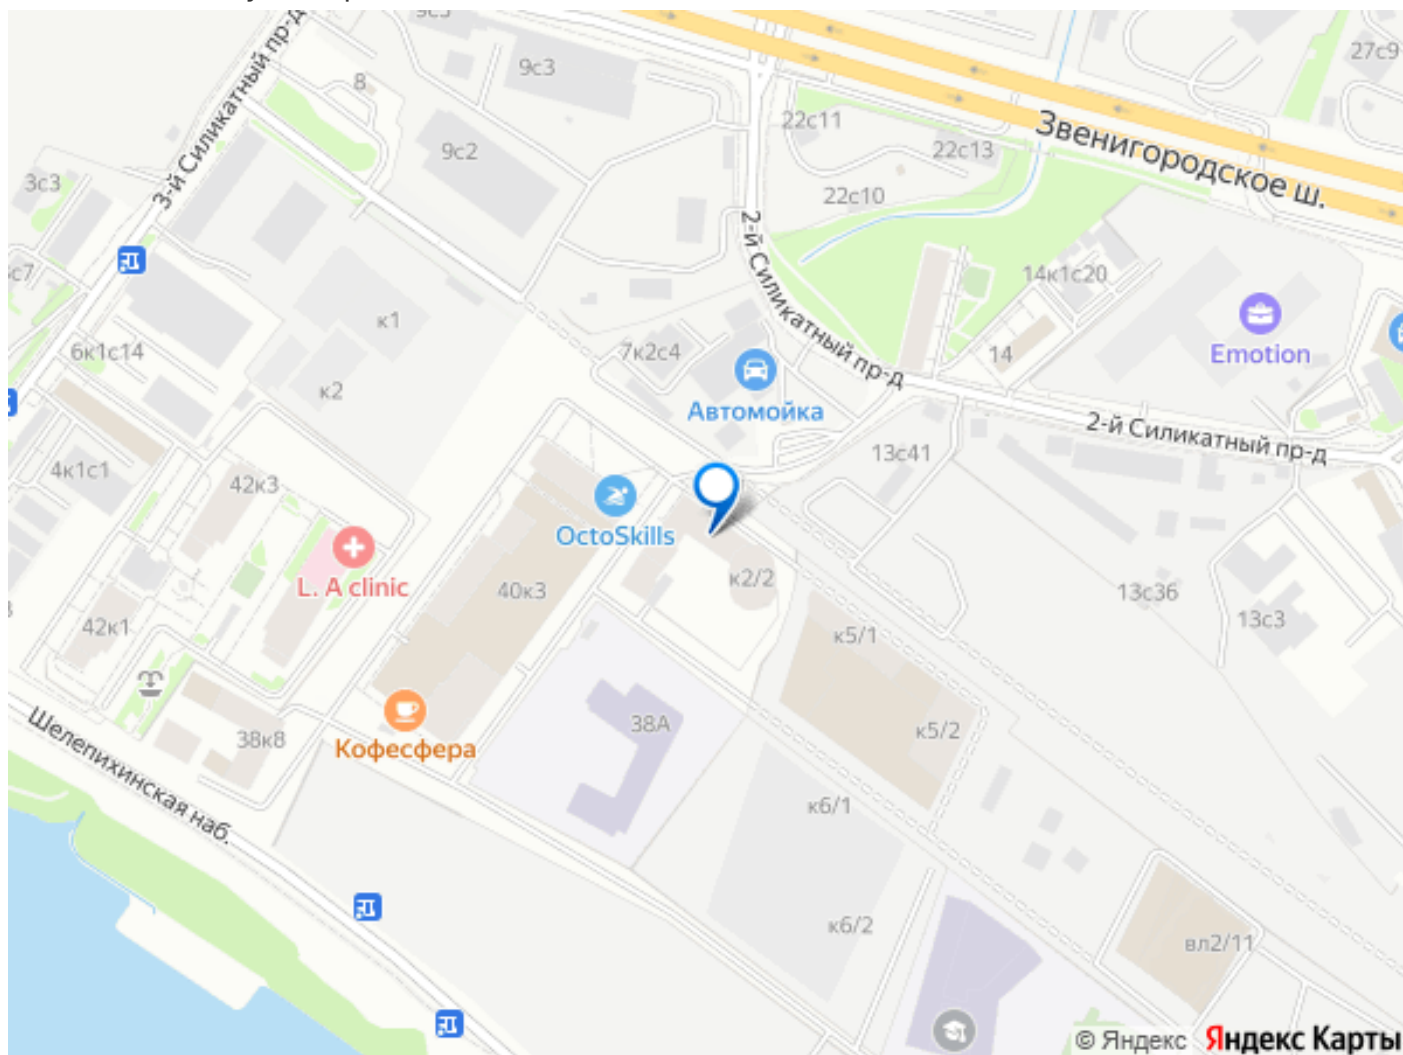 9с3
8
27с9
22с11
Звенигородское ш.
3-й Силикатный пр-д
9с2
22с13
3с3
22с10
2-й Силикатный пр-д
14к1с20
к1
Emotion
6к1с14
7к2с4
14
к2
Автомойка
2-й Силикатный пр-д
13с41
4к1с1
42к3
OctoSkills
L. A clinic
40к3
к2/2
13с36
13с3
42к1
к5/1
38А
к5/2
Шелепихинская наб.
38к8
Кофесфера
к6/1
к6/2
вл2/11
© Яндекс Яндекс Карты